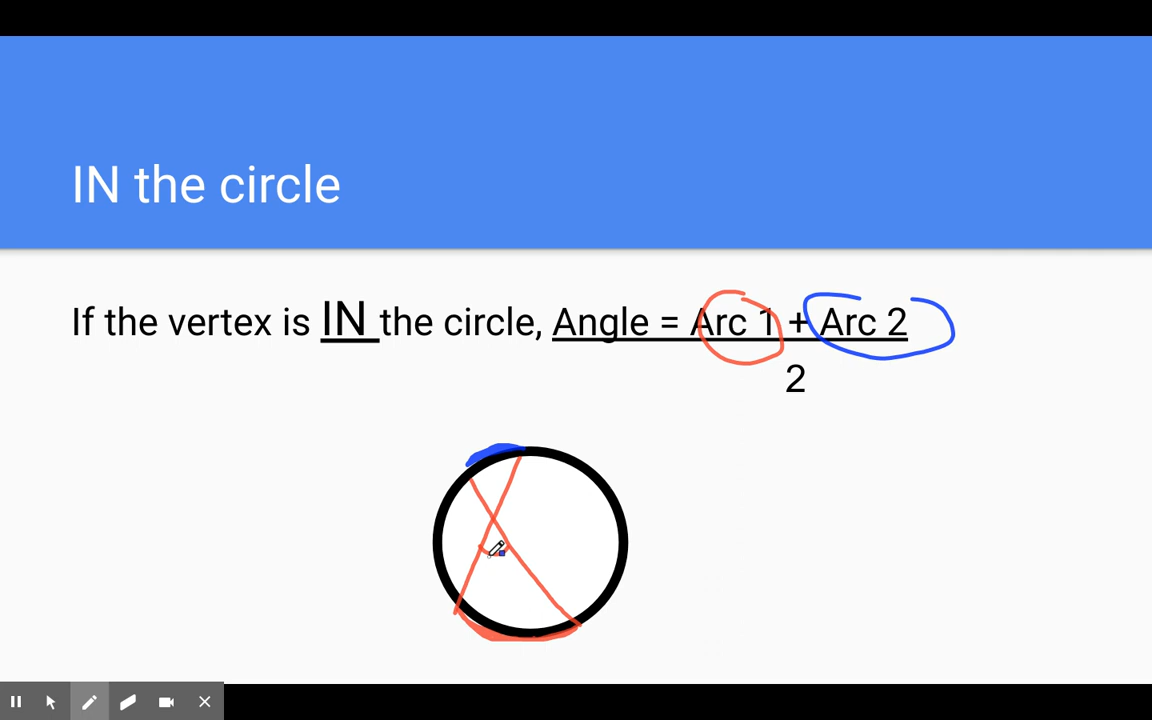 IN the circle
If the vertex is IN the circle, Angle = Arc 1 + Arc 2
2